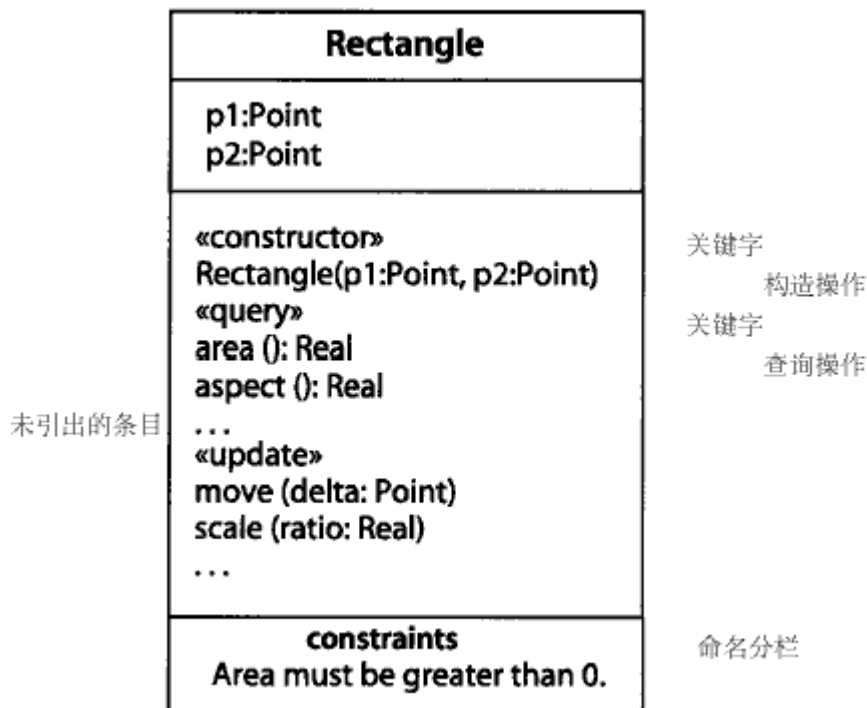 Rectangle
p1:Point
p2:Point
«constructor»
关键字
Rectangle(p1:Point, p2:Point)
构造操作
«query»
关键字
area (): Real
查询操作
aspect (): Real
未引出的条目
. . .
«update»
move (delta: Point)
scale (ratio: Real)
. . .
constraints
命名分栏
Area must be greater than 0.